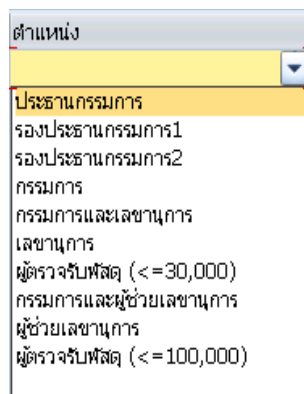 ตำแหน่ง
ประธานกรรมการ
รองประธานกรรมการ1
รองประธานกรรมการ2
กรรมการ
กรรมการและเลขานุการ
เลขานุการ
ผู้ตรวจรับพัสดุ (<=30,000)
กรรมการและผู้ช่วยเลขานุการ
ผู้ช่วยเลขานุการ
ผู้ตรวจรับพัสดุ (<=100,000)